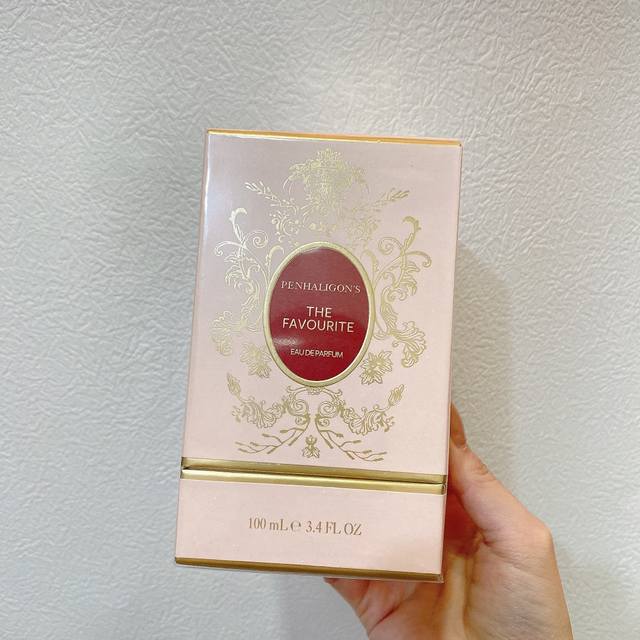 PENHALIGON'S
THE
FAVOURITE
EAU DE PARFUM
100 mL ℮ 3.4 FL OZ